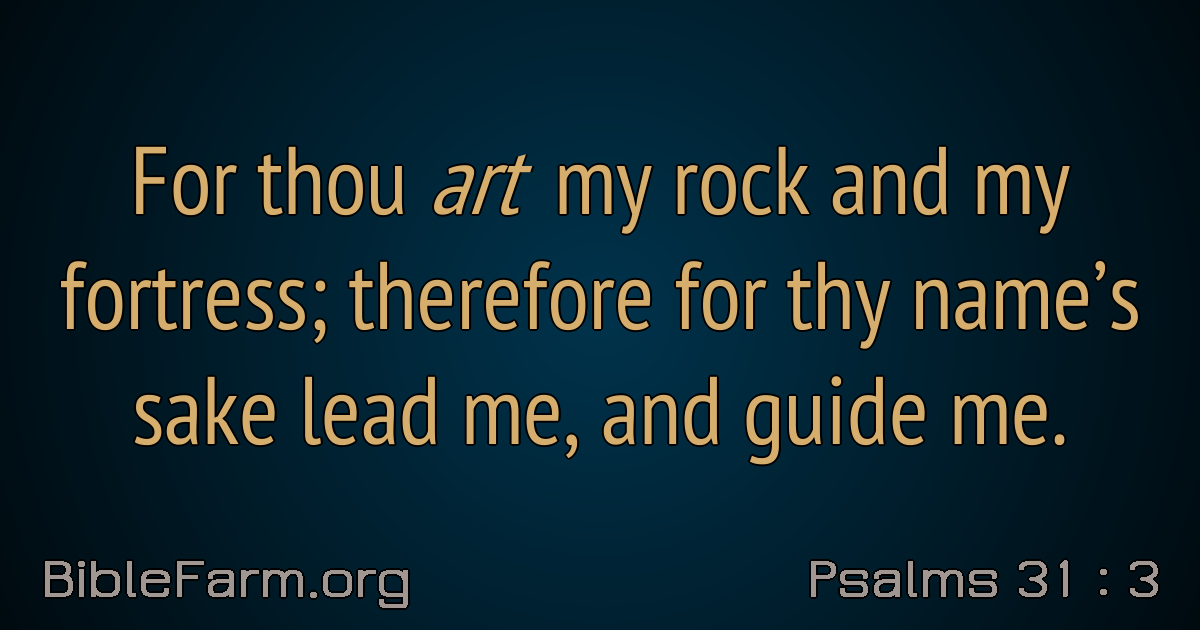 For thou art my rock and my
fortress; therefore for thy name’s
sake lead me, and guide me.
BibleFarm.org
Psalms 31 : 3